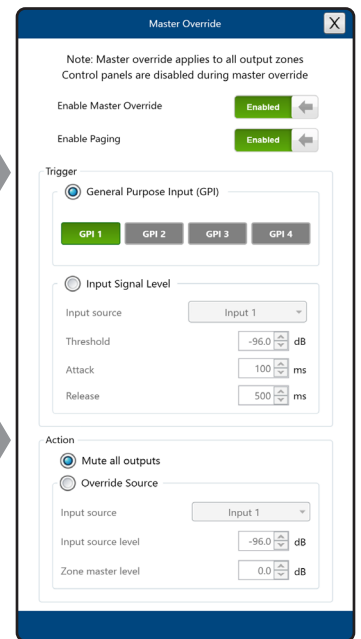 Master Override
X
Note: Master override applies to all output zones
Control panels are disabled during master override
Enable Master Override Enabled
Enable Paging Enabled
Trigger
General Purpose Input (GPI)
GPI 1 GPI 2 GPI 3 GPI 4
Input Signal Level
Input source Input 1
Threshold -96.0 dB
Attack 100 ms
Release 500 ms
Action
Mute all outputs
Override Source
Input source Input 1
Input source level -96.0 dB
Zone master level 0.0 dB